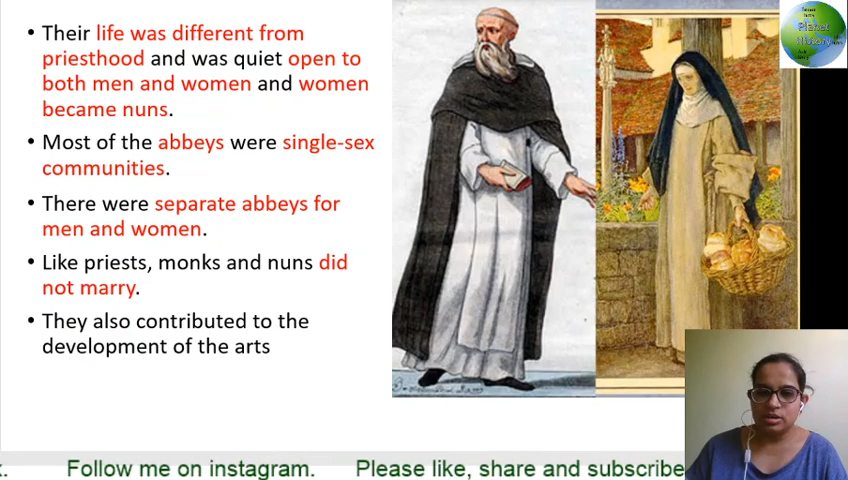 • Their life was different from
priesthood and was quiet open to
both men and women and women
became nuns.
• Most of the abbeys were single-sex
communities.
• There were separate abbeys for
men and women.
• Like priests, monks and nuns did
not marry.
• They also contributed to the
development of the arts
Planet
History
Follow me on instagram. Please like, share and subscribe